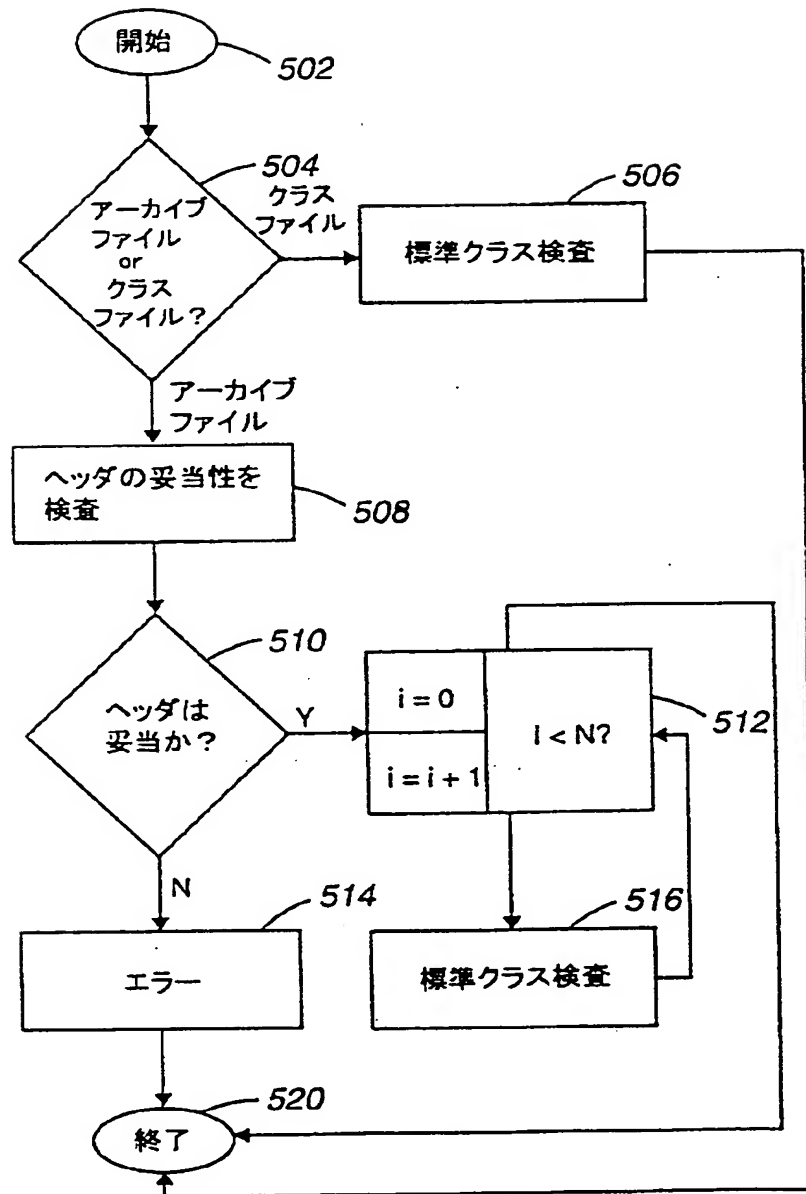 開始
502
504
アーカイブ
ファイル
or
クラス
ファイル?
クラス
ファイル
506
標準クラス検査
アーカイブ
ファイル
ヘッダの妥当性を
検査
508
510
ヘッダは
妥当か?
Y
i = 0
i = i + 1
I < N?
512
N
514
エラー
516
標準クラス検査
520
終了